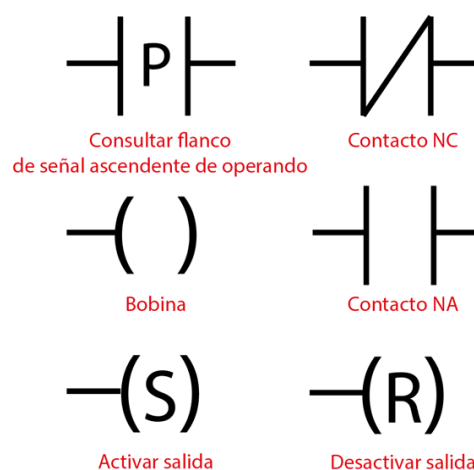 P
Consultar flanco
de señal ascendente de operando
Contacto NC
Bobina
Contacto NA
S
Activar salida
R
Desactivar salida